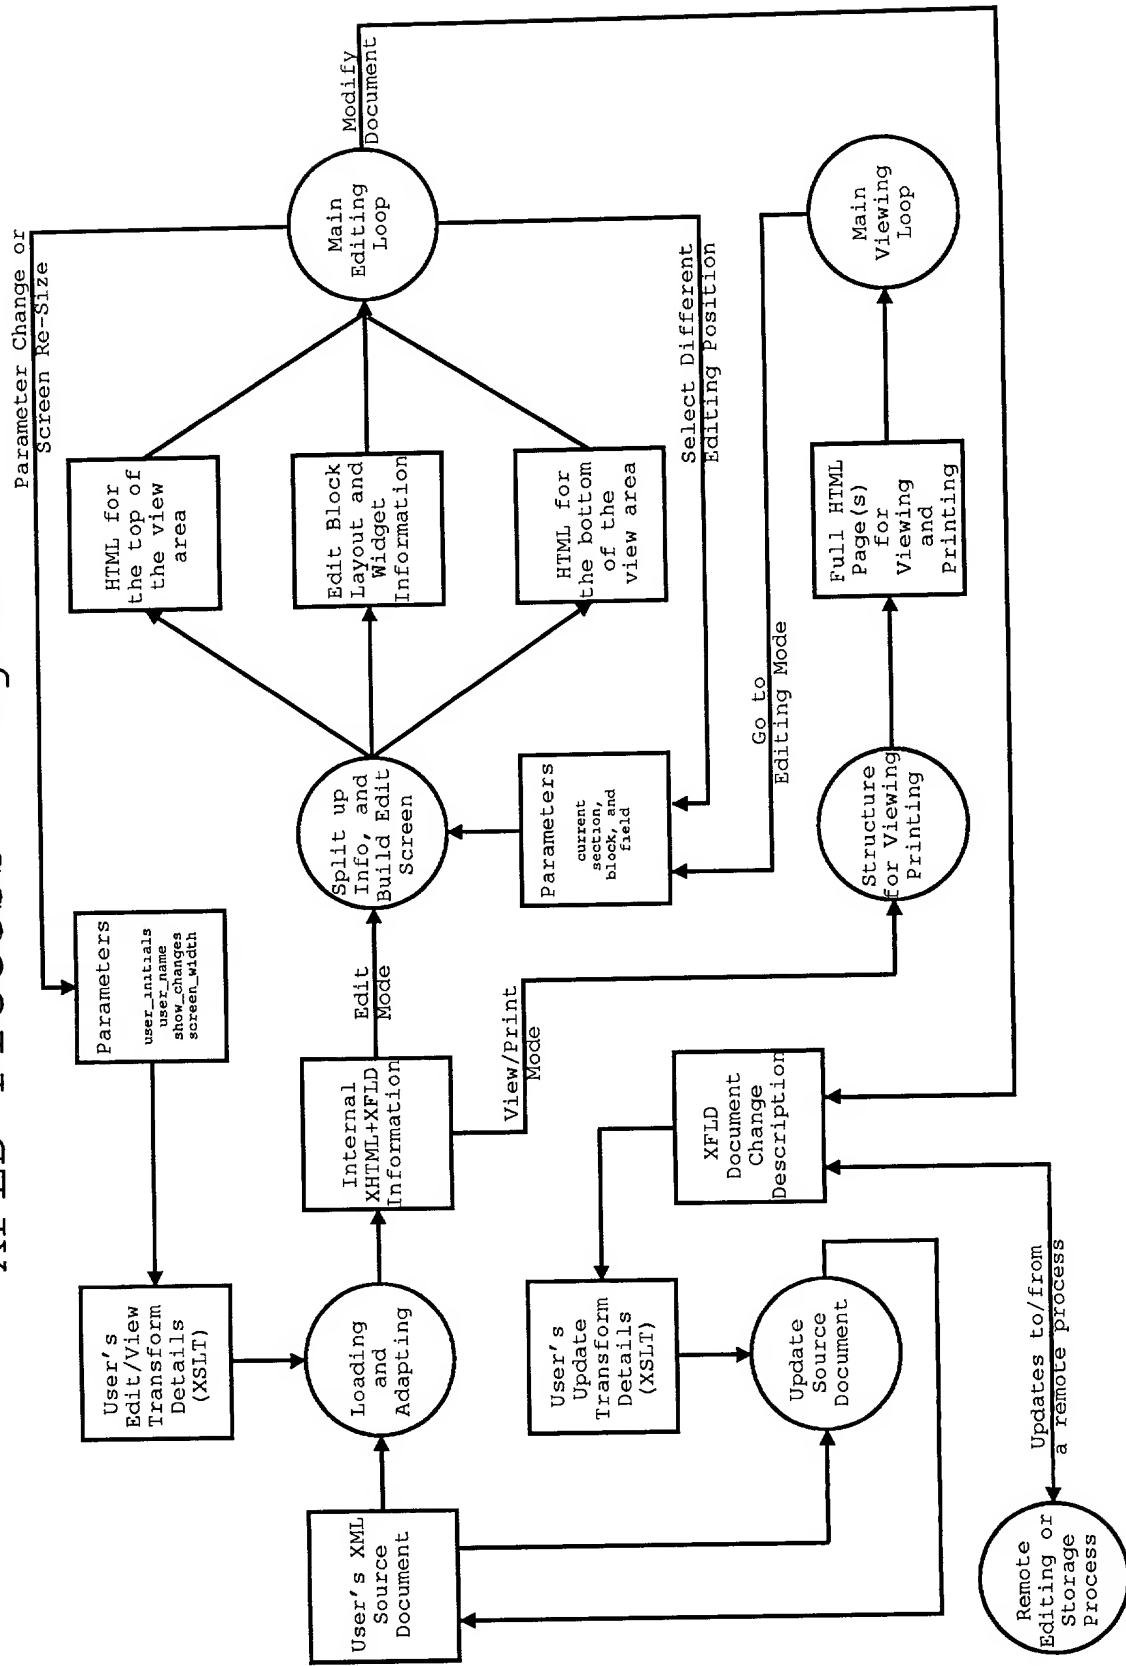 Parameter Change or
Screen Re-Size
Parameters
user_initials
user_name
show_changes
screen_width
User's
Edit/View
Transform
Details
(XSLT)
HTML for
the top of
the view
area
Modify
Document
Main
Editing
Loop
Edit Block
Layout and
Widget
Information
Split up
Info, and
Build Edit
Screen
Edit
Mode
Internal
XHTML+XFLD
Information
Loading
and
Adapting
User's XML
Source
Document
HTML for
the bottom
of the
view area
Parameters
current
section,
block, and
field
Select Different
Editing Position
View/Print
Mode
User's
Update
Transform
Details
(XSLT)
XFLD
Document
Change
Description
Update
Source
Document
Go to
Editing Mode
Structure
for Viewing
Printing
Full HTML
Page(s)
for
Viewing
and
Printing
Main
Viewing
Loop
Updates to/from
a remote process
Remote
Editing or
Storage
Process